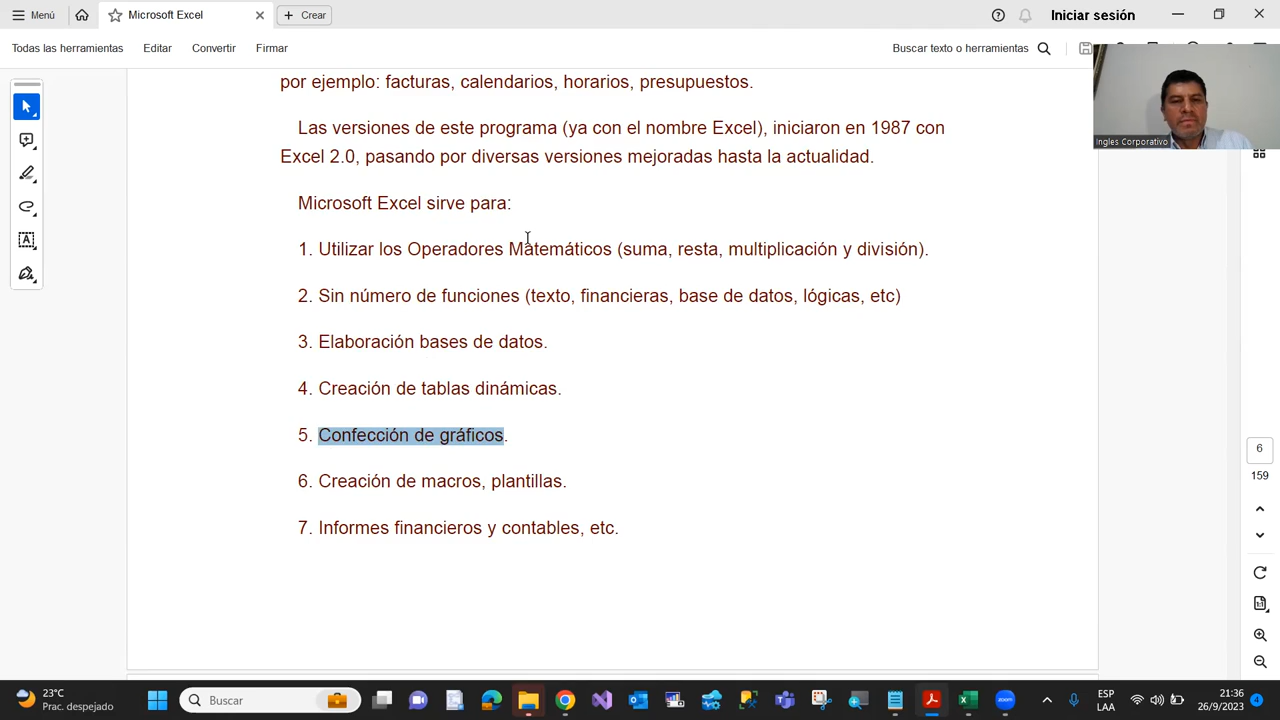 Menú
Microsoft Excel
Crear
Iniciar sesión
Todas las herramientas
Editar
Convertir
Firmar
Buscar texto o herramientas
Ingles Corporativo
por ejemplo: facturas, calendarios, horarios, presupuestos.
Las versiones de este programa (ya con el nombre Excel), iniciaron en 1987 con
Excel 2.0, pasando por diversas versiones mejoradas hasta la actualidad.
Microsoft Excel sirve para:
1. Utilizar los Operadores Matemáticos (suma, resta, multiplicación y división).
2. Sin número de funciones (texto, financieras, base de datos, lógicas, etc)
3. Elaboración bases de datos.
4. Creación de tablas dinámicas.
5. Confección de gráficos.
6. Creación de macros, plantillas.
7. Informes financieros y contables, etc.
6
159
23°C
Prac. despejado
Buscar
ESP
LAA
21:36
26/9/2023
4